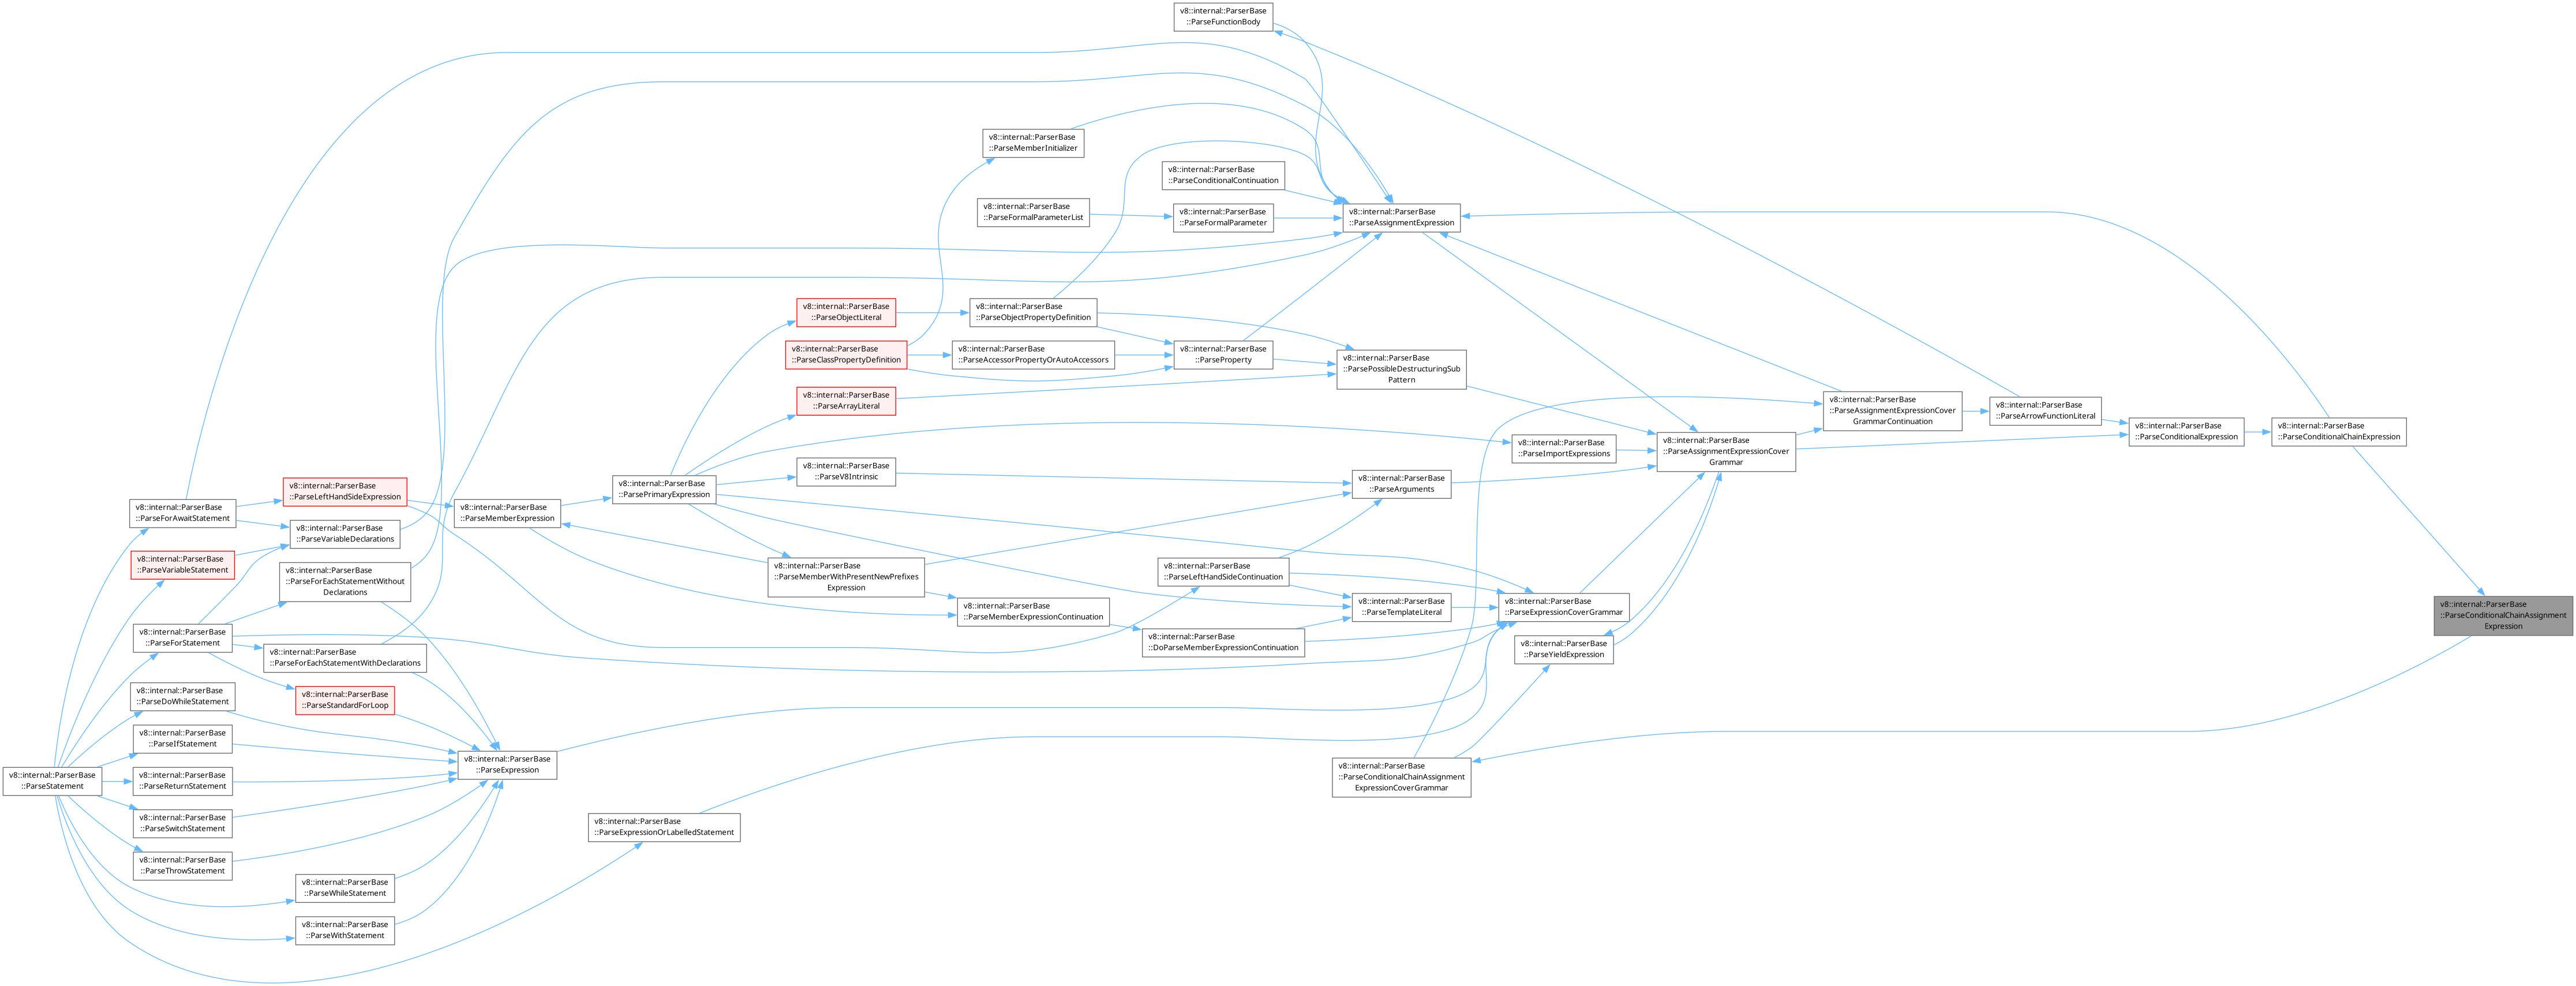 v8::internal::ParserBase
::ParseFunctionBody
v8::internal::ParserBase
::ParseMemberInitializer
v8::internal::ParserBase
::ParseConditionalContinuation
v8::internal::ParserBase
::ParseFormalParameterList
v8::internal::ParserBase
::ParseFormalParameter
v8::internal::ParserBase
::ParseAssignmentExpression
v8::internal::ParserBase
::ParseObjectLiteral
v8::internal::ParserBase
::ParseObjectPropertyDefinition
v8::internal::ParserBase
::ParseClassPropertyDefinition
v8::internal::ParserBase
::ParseAccessorPropertyOrAutoAccessors
v8::internal::ParserBase
::ParseProperty
v8::internal::ParserBase
::ParsePossibleDestructuringSub
Pattern
v8::internal::ParserBase
::ParseArrayLiteral
v8::internal::ParserBase
::ParseAssignmentExpressionCover
GrammarContinuation
v8::internal::ParserBase
::ParseArrowFunctionLiteral
v8::internal::ParserBase
::ParseConditionalExpression
v8::internal::ParserBase
::ParseConditionalChainExpression
v8::internal::ParserBase
::ParseImportExpressions
v8::internal::ParserBase
::ParseAssignmentExpressionCover
Grammar
v8::internal::ParserBase
::ParseV8Intrinsic
v8::internal::ParserBase
::ParseArguments
v8::internal::ParserBase
::ParsePrimaryExpression
v8::internal::ParserBase
::ParseLeftHandSideExpression
v8::internal::ParserBase
::ParseForAwaitStatement
v8::internal::ParserBase
::ParseMemberExpression
v8::internal::ParserBase
::ParseVariableDeclarations
v8::internal::ParserBase
::ParseVariableStatement
v8::internal::ParserBase
::ParseForEachStatementWithout
Declarations
v8::internal::ParserBase
::ParseMemberWithPresentNewPrefixes
Expression
v8::internal::ParserBase
::ParseLeftHandSideContinuation
v8::internal::ParserBase
::ParseMemberExpressionContinuation
v8::internal::ParserBase
::ParseTemplateLiteral
v8::internal::ParserBase
::ParseExpressionCoverGrammar
v8::internal::ParserBase
::ParseConditionalChainAssignment
Expression
v8::internal::ParserBase
::ParseForStatement
v8::internal::ParserBase
::DoParseMemberExpressionContinuation
v8::internal::ParserBase
::ParseYieldExpression
v8::internal::ParserBase
::ParseForEachStatementWithDeclarations
v8::internal::ParserBase
::ParseDoWhileStatement
v8::internal::ParserBase
::ParseStandardForLoop
v8::internal::ParserBase
::ParseIfStatement
v8::internal::ParserBase
::ParseExpression
v8::internal::ParserBase
::ParseConditionalChainAssignment
ExpressionCoverGrammar
v8::internal::ParserBase
::ParseStatement
v8::internal::ParserBase
::ParseReturnStatement
v8::internal::ParserBase
::ParseSwitchStatement
v8::internal::ParserBase
::ParseExpressionOrLabelledStatement
v8::internal::ParserBase
::ParseThrowStatement
v8::internal::ParserBase
::ParseWhileStatement
v8::internal::ParserBase
::ParseWithStatement